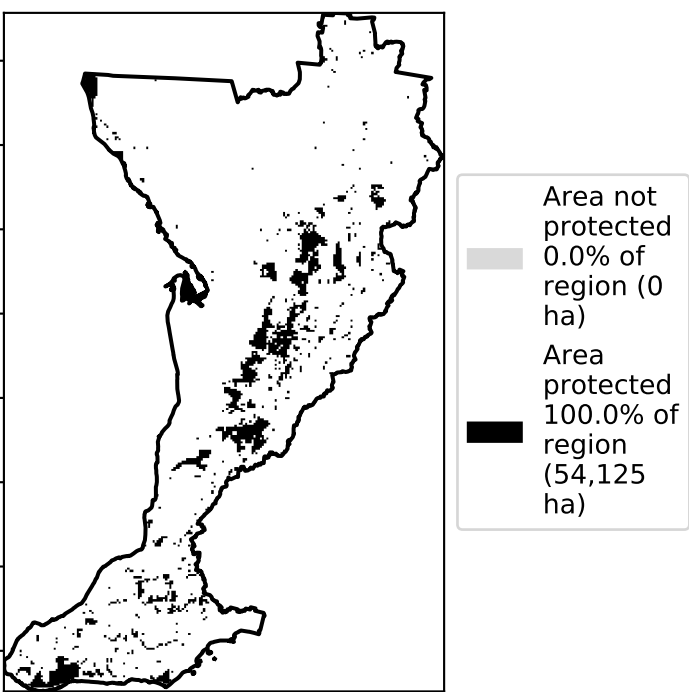 Area not
protected
0.0% of
region (0
ha)
Area
protected
100.0% of
region
(54,125
ha)